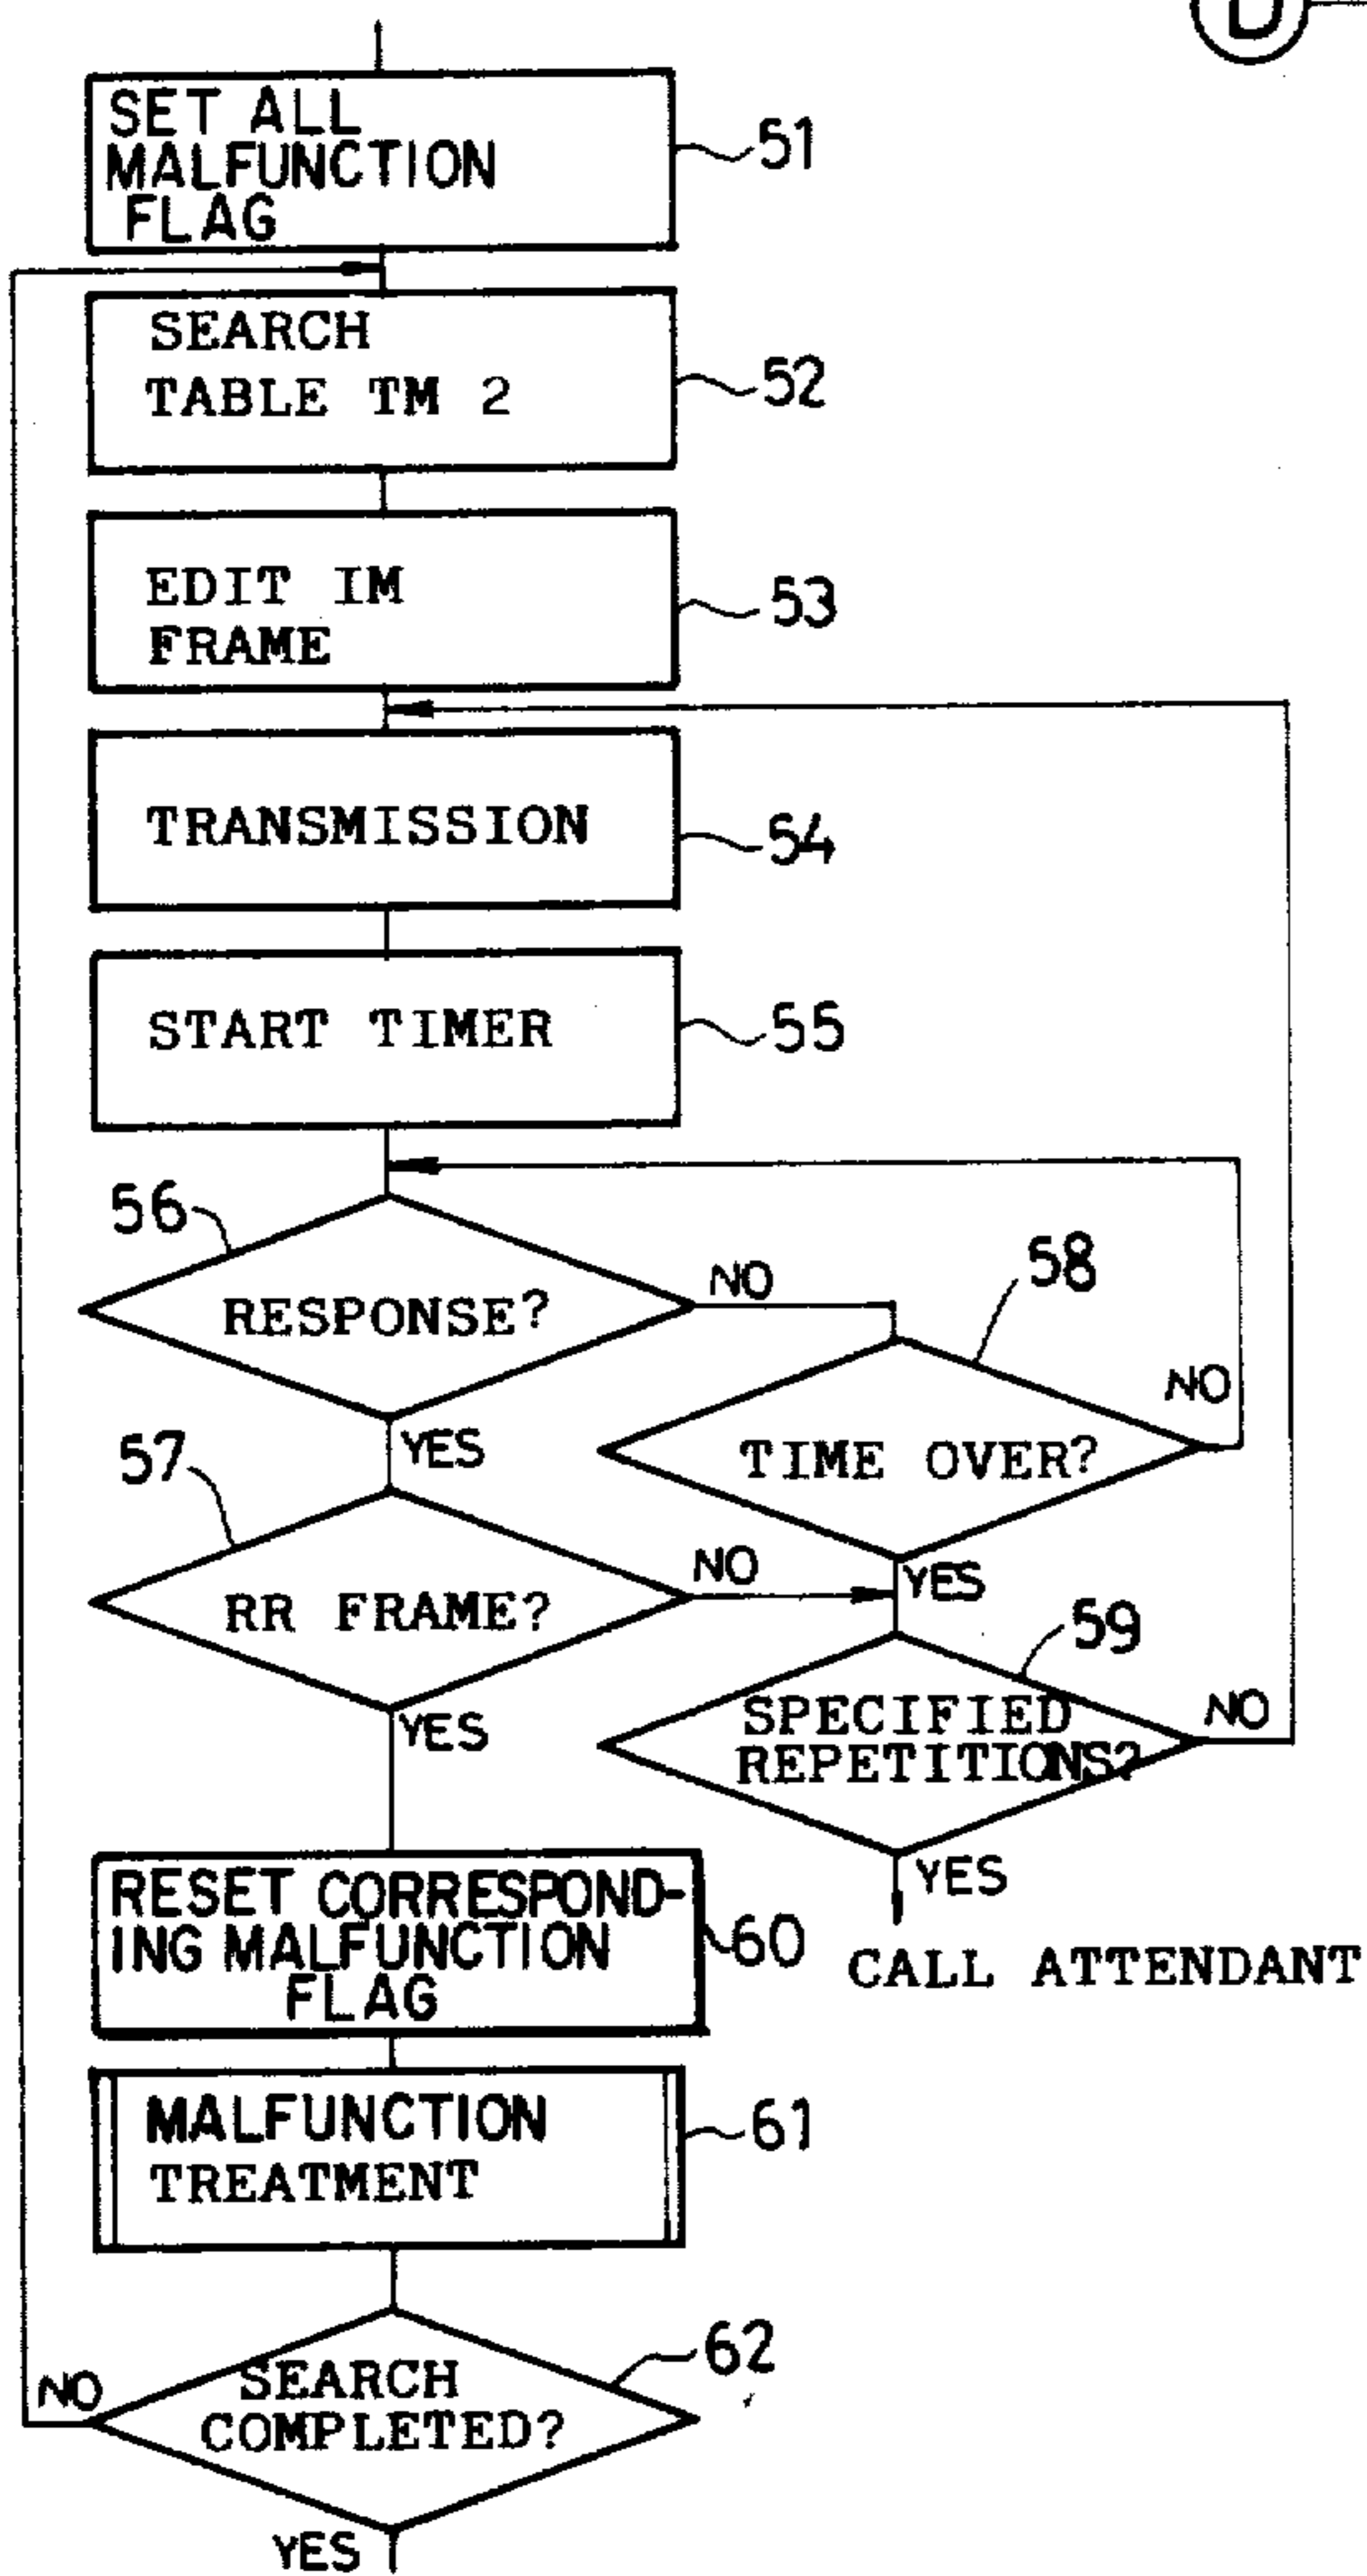 D
SET ALL
MALFUNCTION
FLAG
51
SEARCH
TABLE TM 2
52
EDIT IM
FRAME
53
TRANSMISSION
54
START TIMER
55
56
RESPONSE?
NO
YES
58
TIME OVER?
NO
YES
57
RR FRAME?
NO
YES
59
SPECIFIED
REPETITIONS?
NO
YES
CALL ATTENDANT
RESET CORRESPOND-
ING MALFUNCTION
FLAG
60
MALFUNCTION
TREATMENT
61
SEARCH
COMPLETED?
62
NO
YES